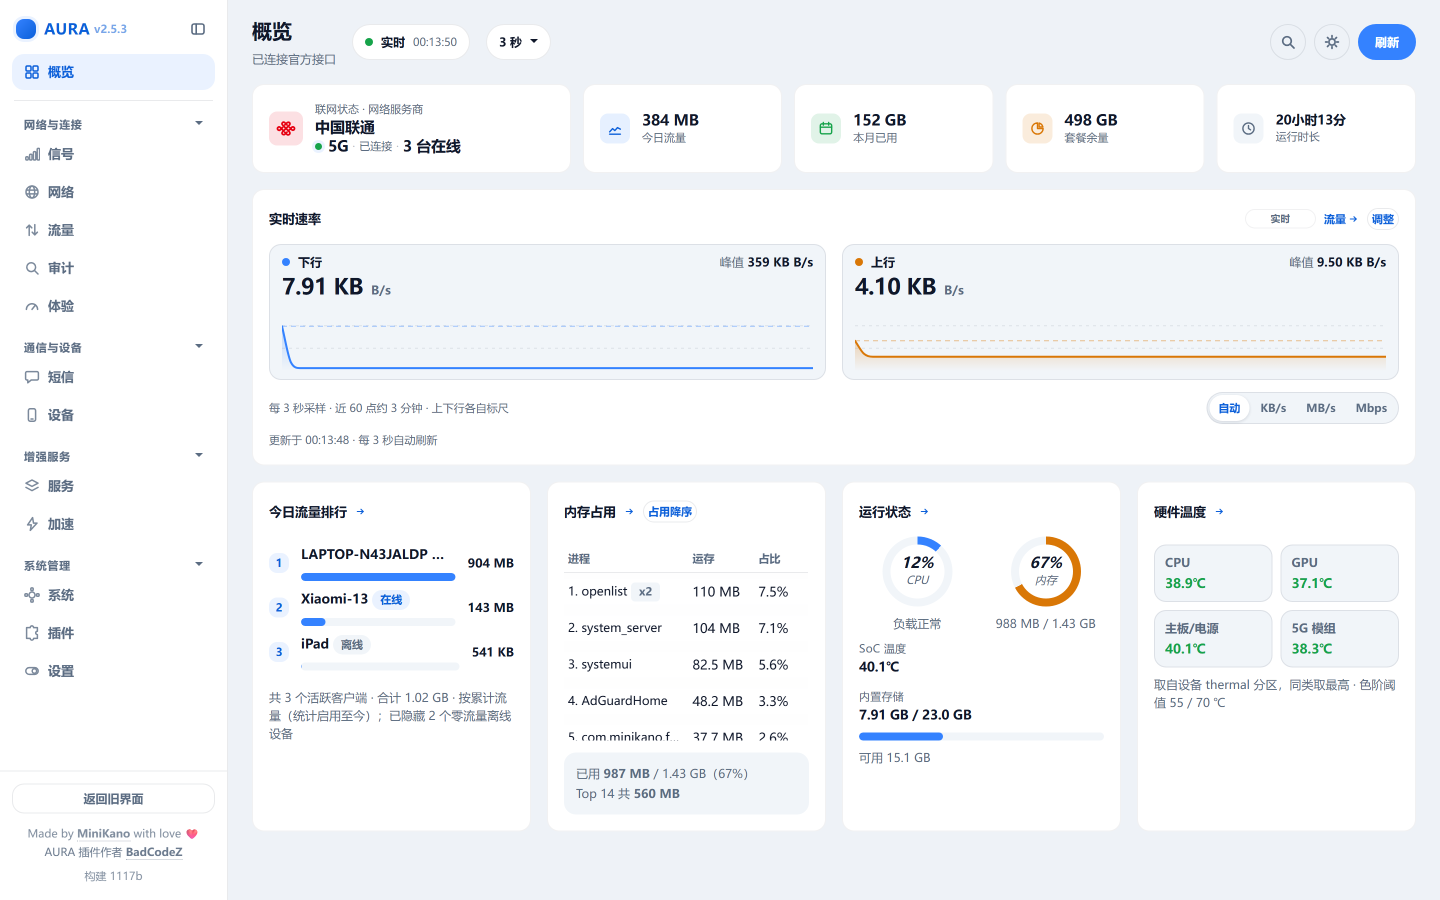 AURA v2.5.3
概览
网络与连接
信号
网络
流量
审计
体验
通信与设备
短信
设备
增强服务
服务
加速
系统管理
系统
插件
设置
返回旧界面
Made by MiniKano with love
AURA 插件作者 BadCodeZ
构建 1117b
概览
已连接官方接口
实时 00:13:50
3 秒
刷新
联网状态 · 网络服务商
中国联通
5G · 已连接 · 3 台在线
384 MB
今日流量
152 GB
本月已用
498 GB
套餐余量
20小时13分
运行时长
实时速率
实时
流量 →
调整
下行
峰值 359 KB B/s
7.91 KB B/s
上行
峰值 9.50 KB B/s
4.10 KB B/s
每 3 秒采样 · 近 60 点约 3 分钟 · 上下行各自标尺
自动 KB/s MB/s Mbps
更新于 00:13:48 · 每 3 秒自动刷新
今日流量排行 →
1 LAPTOP-N43JALDP ... 904 MB
2 Xiaomi-13 在线 143 MB
3 iPad 离线 541 KB
共 3 个活跃客户端 · 合计 1.02 GB · 按累计流
量（统计启用至今）；已隐藏 2 个零流量离线
设备
内存占用 → 占用降序
进程 运存 占比
1. openlist x2 110 MB 7.5%
2. system_server 104 MB 7.1%
3. systemui 82.5 MB 5.6%
4. AdGuardHome 48.2 MB 3.3%
5. com.minikano.f... 37.7 MB 2.6%
已用 987 MB / 1.43 GB（67%）
Top 14 共 560 MB
运行状态 →
12%
CPU
负载正常
67%
内存
988 MB / 1.43 GB
SoC 温度
40.1℃
内置存储
7.91 GB / 23.0 GB
可用 15.1 GB
硬件温度 →
CPU
38.9℃
GPU
37.1℃
主板/电源
40.1℃
5G 模组
38.3℃
取自设备 thermal 分区，同类取最高 · 色阶阈
值 55 / 70 ℃